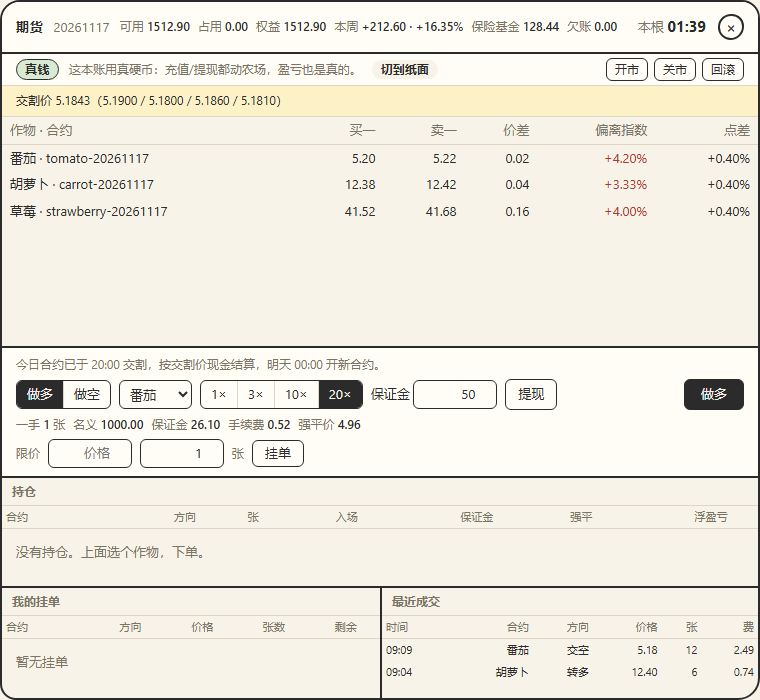 期货 20261117 可用 1512.90 占用 0.00 权益 1512.90 本周 +212.60 · +16.35% 保险基金 128.44 欠账 0.00 本根 01:39 ×
真钱 这本账用真硬币：充值/提现都动农场，盈亏也是真的。 切到纸面 开市 关市 回滚
交割价 5.1843（5.1900 / 5.1800 / 5.1860 / 5.1810）
作物 · 合约 买一 卖一 价差 偏离指数 点差
番茄 · tomato-20261117 5.20 5.22 0.02 +4.20% +0.40%
胡萝卜 · carrot-20261117 12.38 12.42 0.04 +3.33% +0.40%
草莓 · strawberry-20261117 41.52 41.68 0.16 +4.00% +0.40%
今日合约已于 20:00 交割，按交割价现金结算，明天 00:00 开新合约。
做多 做空 番茄 1× 3× 10× 20× 保证金 50 提现 做多
一手 1 张 名义 1000.00 保证金 26.10 手续费 0.52 强平价 4.96
限价 价格 1 张 挂单
持仓
合约 方向 张 入场 保证金 强平 浮盈亏
没有持仓。上面选个作物，下单。
我的挂单
合约 方向 价格 张数 剩余
暂无挂单
最近成交
时间 合约 方向 价格 张 费
09:09 番茄 交空 5.18 12 2.49
09:04 胡萝卜 转多 12.40 6 0.74